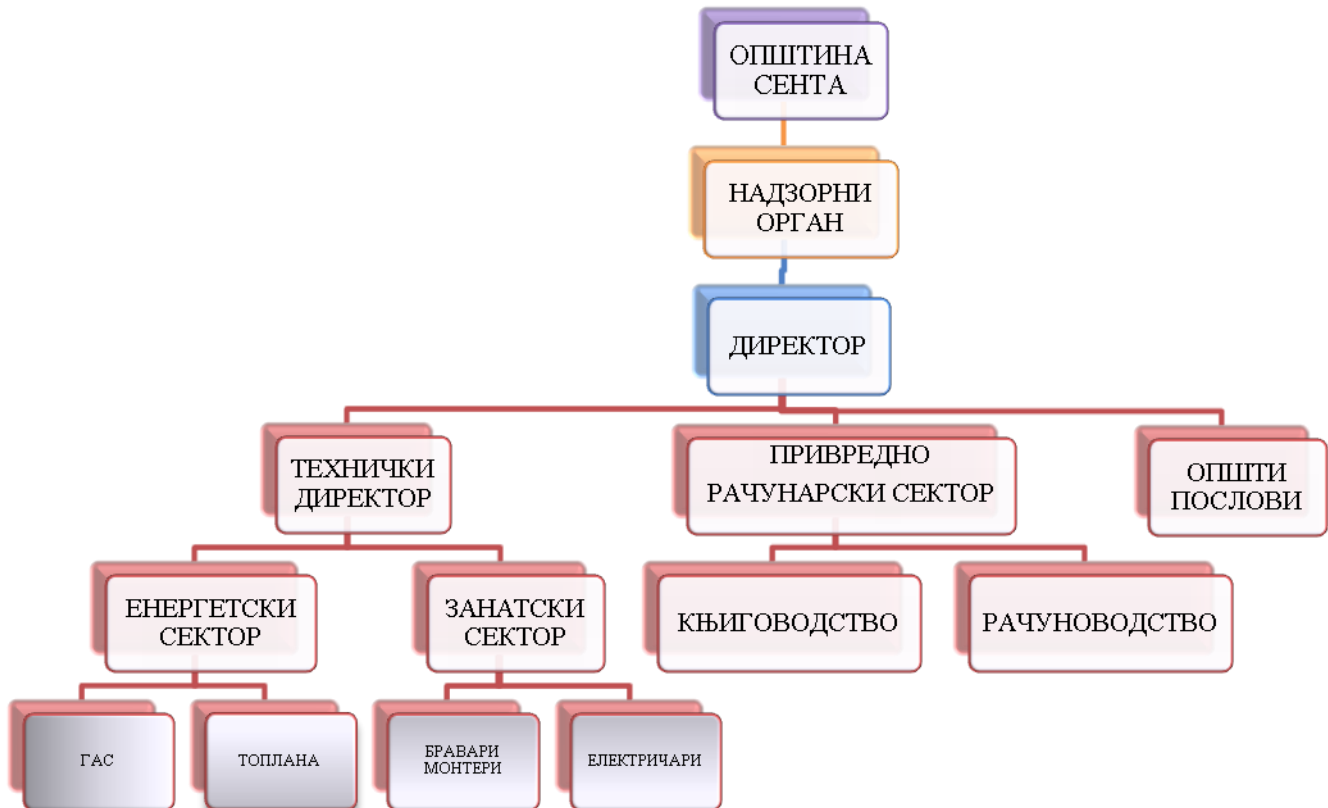 ОПШТИНА
СЕНТА
НАДЗОРНИ
ОРГАН
ДИРЕКТОР
ТЕХНИЧКИ
ДИРЕКТОР
ПРИВРЕДНО
РАЧУНАРСКИ СЕКТОР
ОПШТИ
ПОСЛОВИ
ЕНЕРГЕТСКИ
СЕКТОР
ЗАНАТСКИ
СЕКТОР
КЊИГОВОДСТВО
РАЧУНОВОДСТВО
ГАС
ТОПЛАНА
БРАВАРИ
МОНТЕРИ
ЕЛЕКТРИЧАРИ